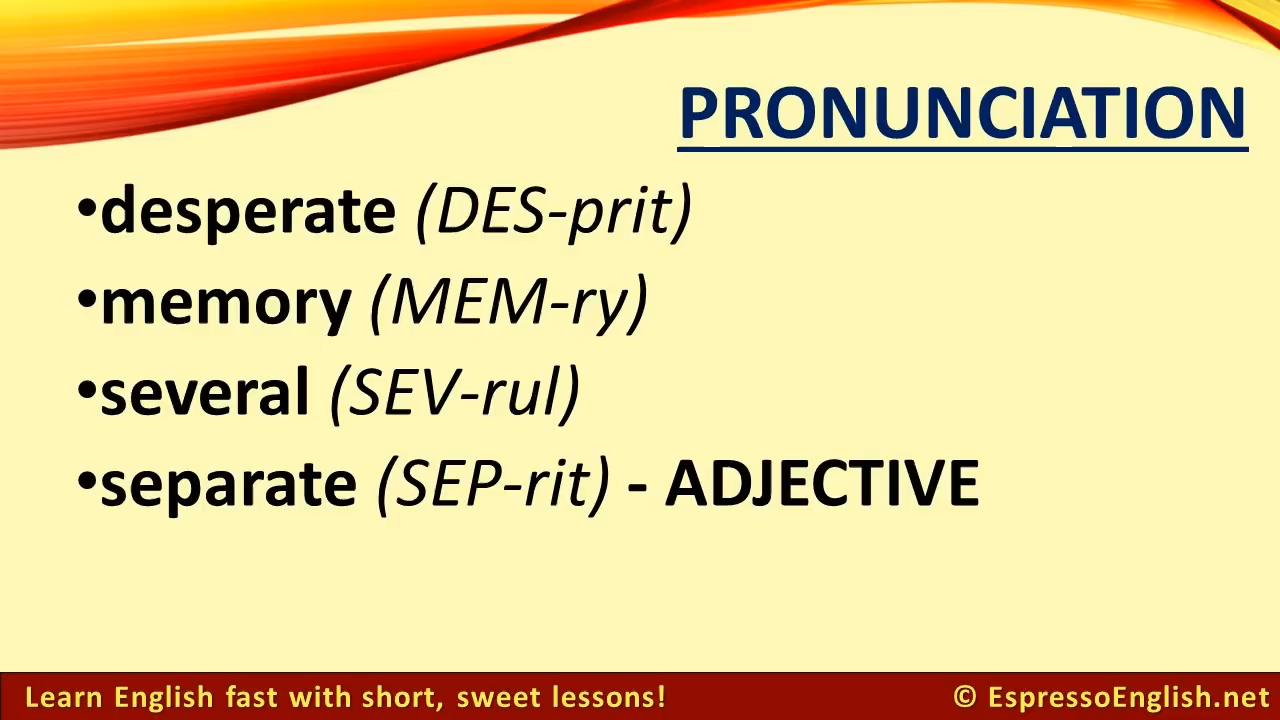 PRONUNCIATION
•desperate (DES-prit)
•memory (MEM-ry)
•several (SEV-rul)
•separate (SEP-rit) - ADJECTIVE
Learn English fast with short, sweet lessons!
© EspressoEnglish.net